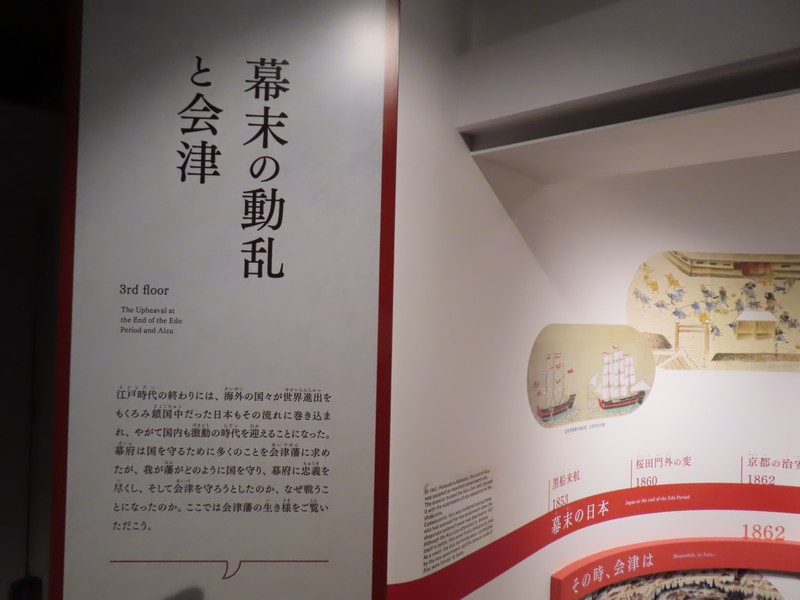 幕末の動乱
と会津
3rd floor
The Upheaval at
the End of the Edo
Period and Aizu
江戸時代の終わりには、海外の国々が世界進出を
もくろみ鎖国中だった日本もその流れに巻き込ま
れ、やがて国内も激動の時代を迎えることになった。
幕府は国を守るために多くのことを会津藩に求め
たが、我が藩がどのように国を守り、幕府に忠義を
尽くし、そして会津を守ろうとしたのか、なぜ戦うこ
とになったのか。ここでは会津藩の生き様をご覧い
ただこう。
黒船来航
1853
桜田門外の変
1860
京都の治安
1862
幕末の日本
Japan at the end of the Edo Period
1862
その時、会津は
Meanwhile, in Aizu...